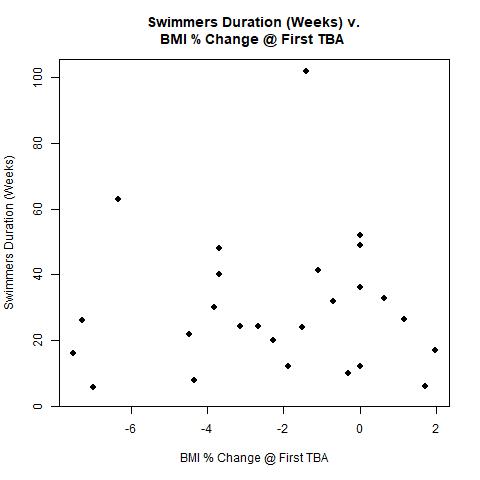 Swimmers Duration (Weeks) v.
BMI % Change @ First TBA
Swimmers Duration (Weeks)
100
80
60
40
20
0
-6
-4
-2
0
2
BMI % Change @ First TBA